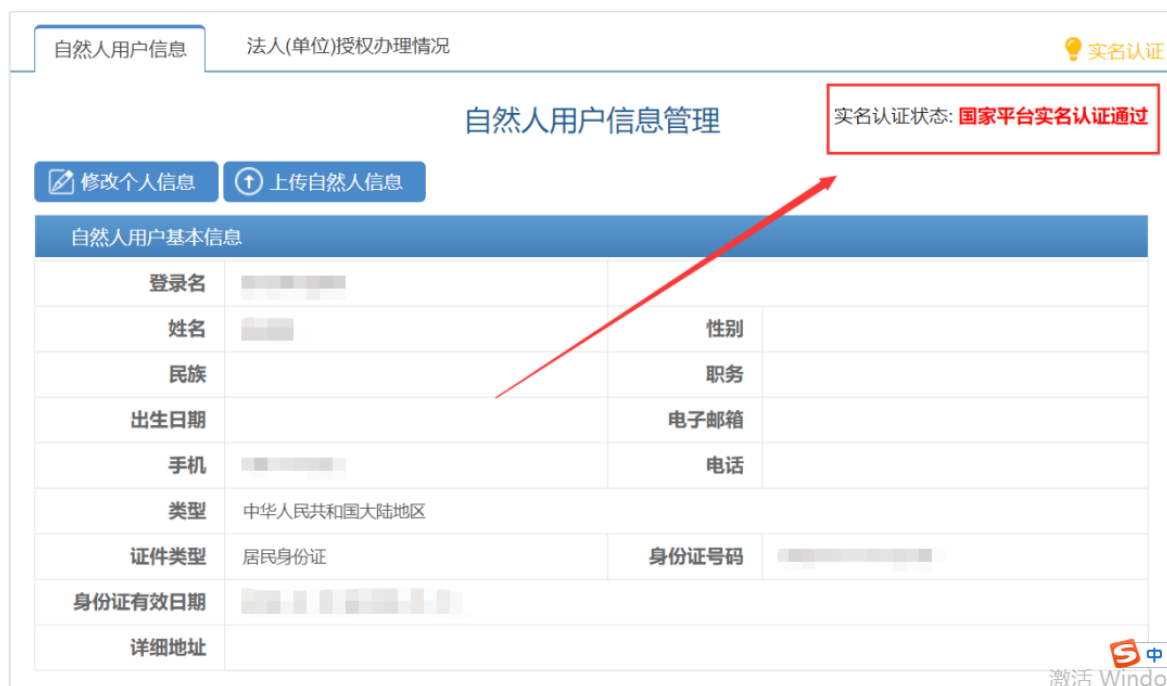 自然人用户信息
法人(单位)授权办理情况
实名认证
自然人用户信息管理
实名认证状态: 国家平台实名认证通过
修改个人信息
上传自然人信息
自然人用户基本信息
登录名
姓名
性别
民族
职务
出生日期
电子邮箱
手机
电话
类型 中华人民共和国大陆地区
证件类型 居民身份证
身份证号码
身份证有效日期
详细地址
S 中
激活 Windo